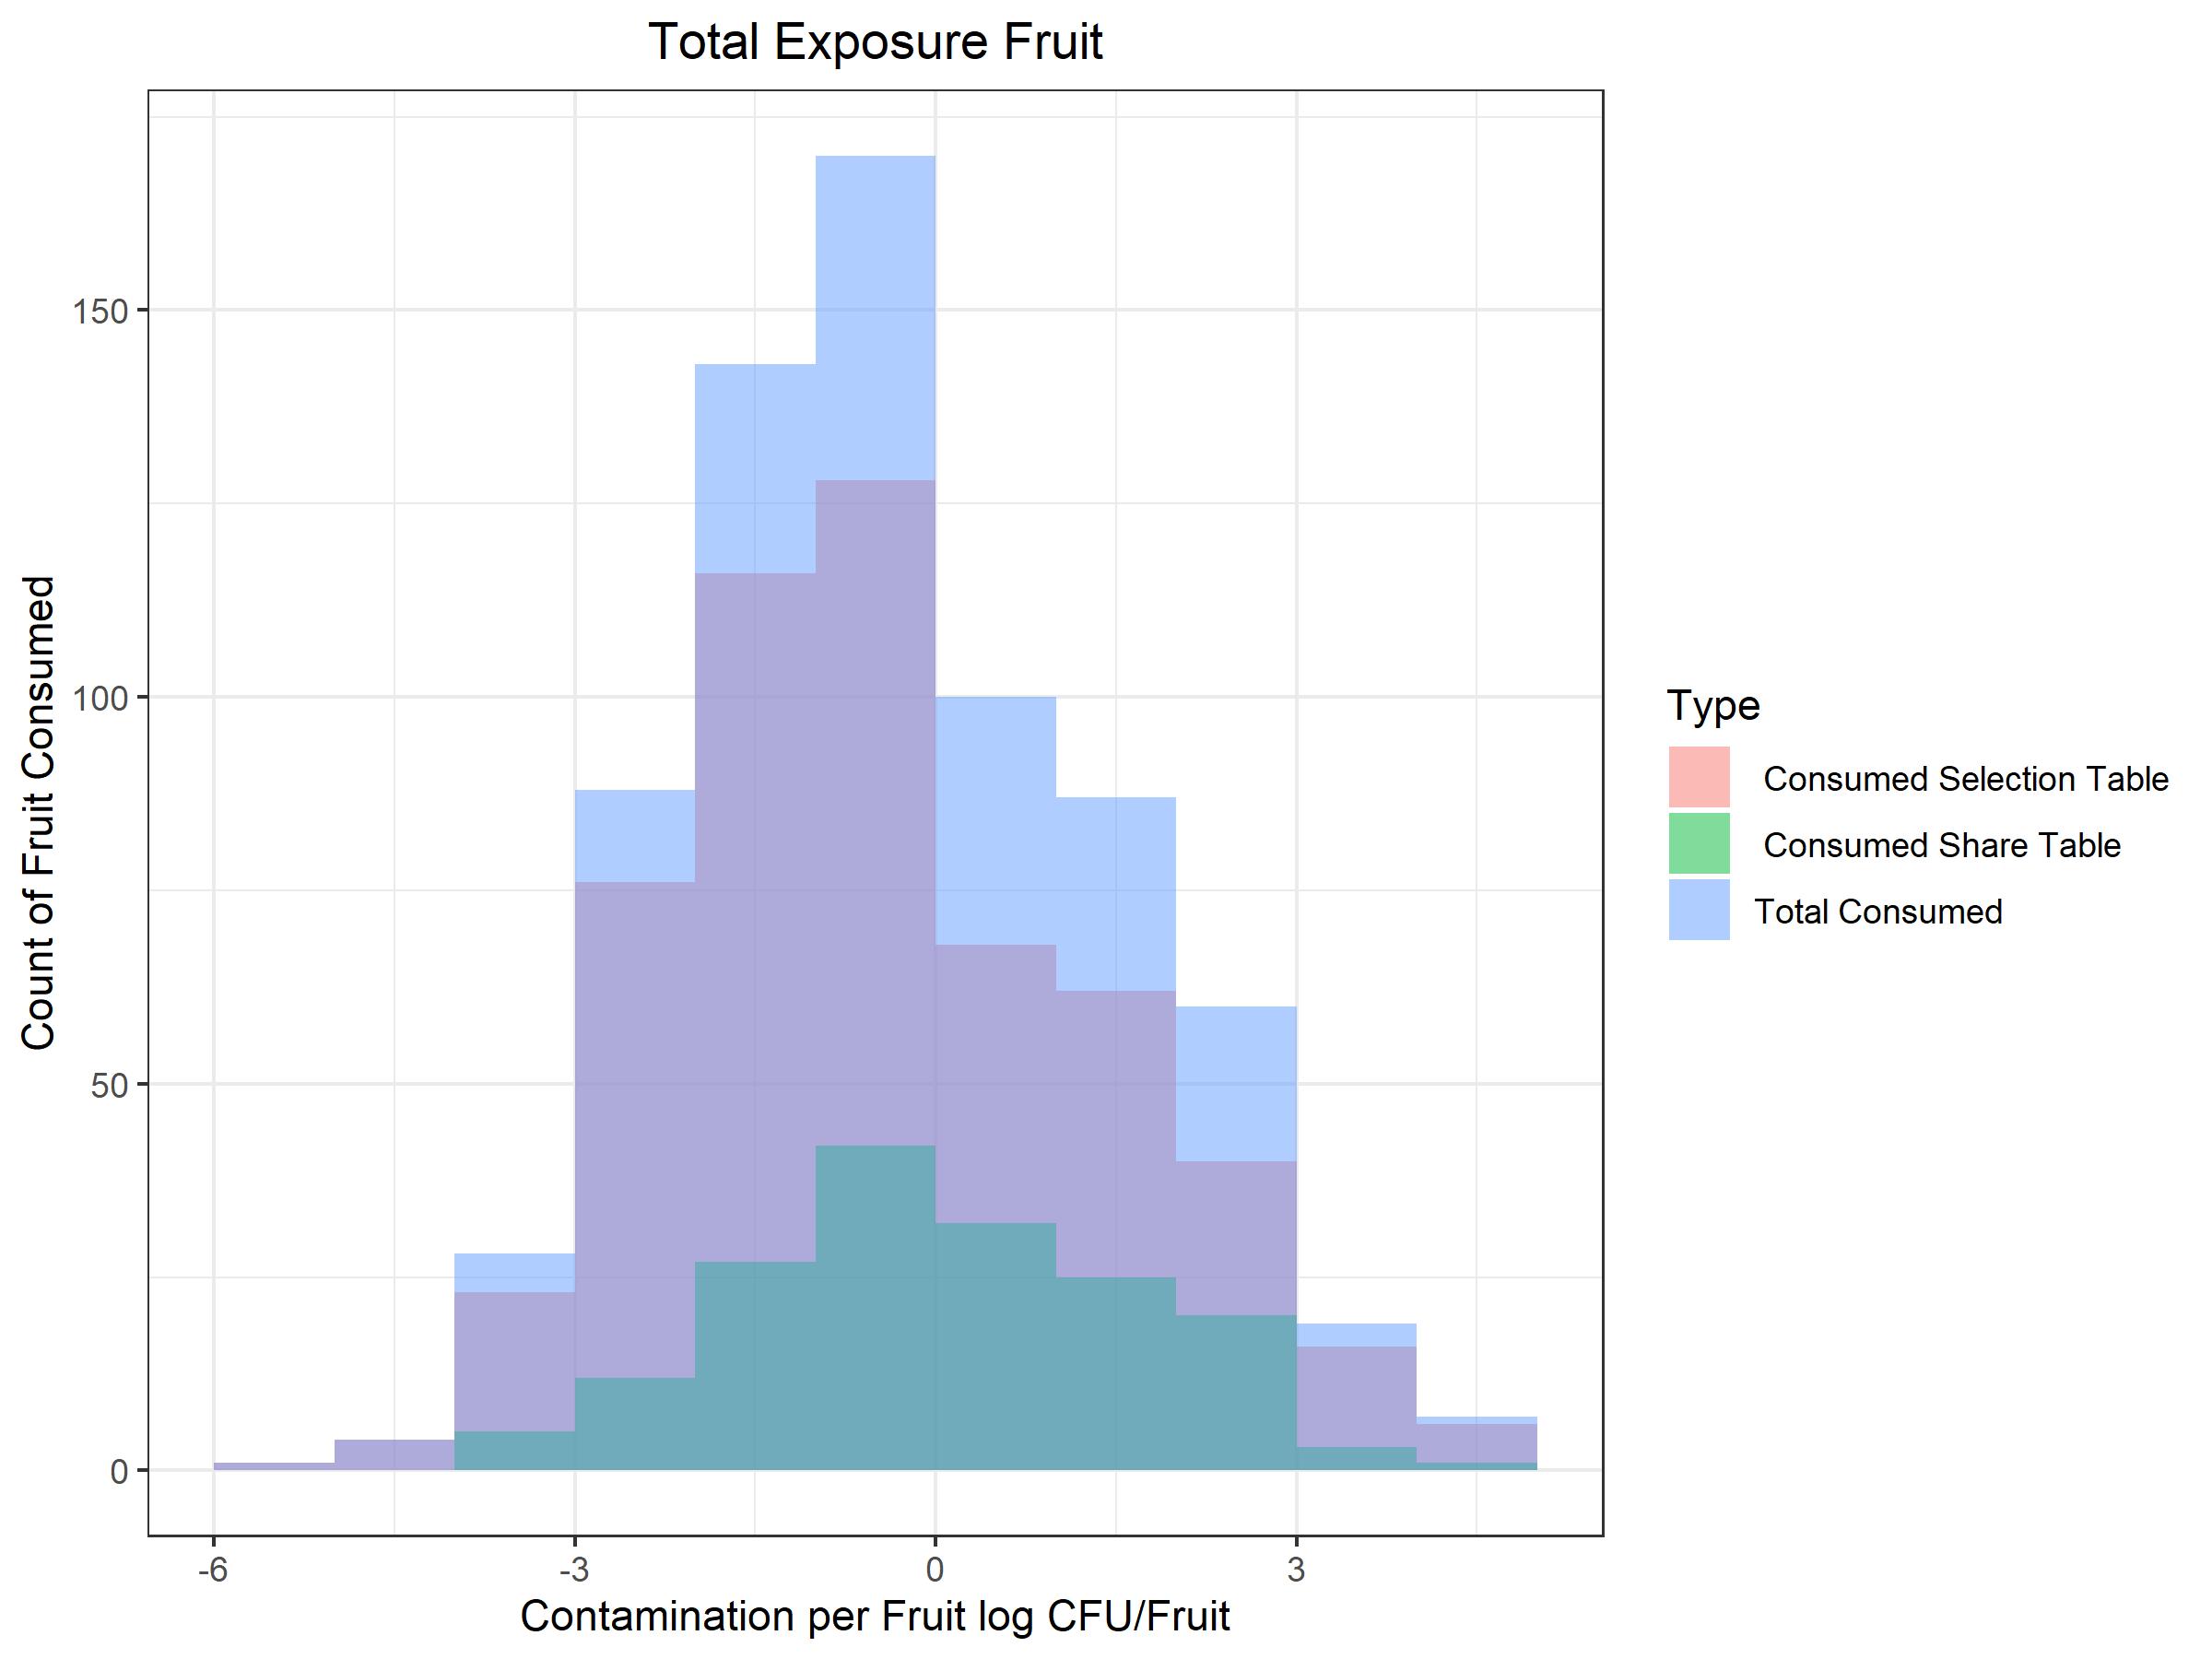 Total Exposure Fruit
Count of Fruit Consumed
150
100
50
0
-6
-3
0
3
Contamination per Fruit log CFU/Fruit
Type
Consumed Selection Table
Consumed Share Table
Total Consumed